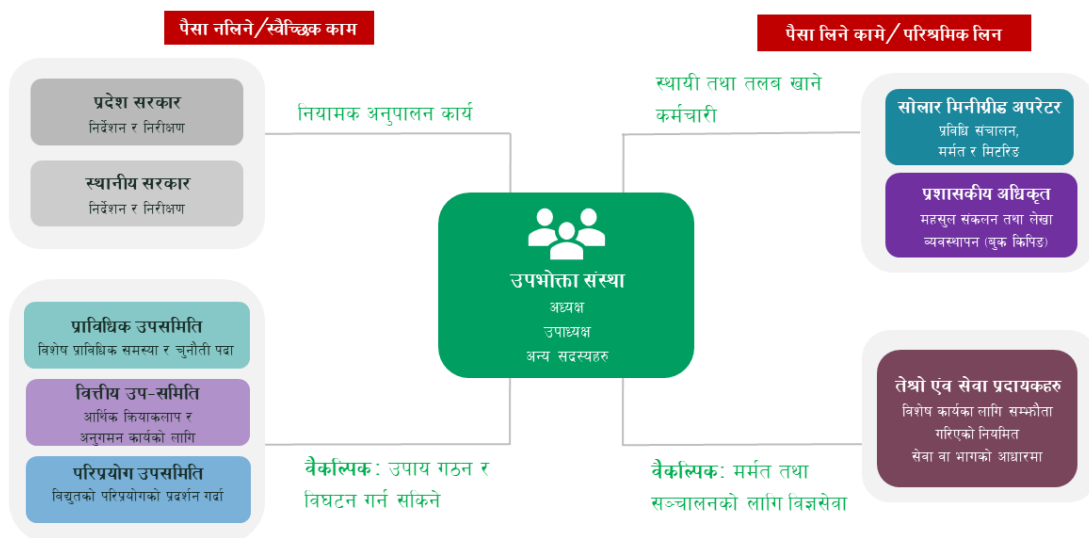 पैसा नलिने/स्वैच्छिक काम
पैसा लिने कामे/परिश्रमिक लिन
प्रदेश सरकार
निर्देशन र निरीक्षण
स्थानीय सरकार
निर्देशन र निरीक्षण
नियामक अनुपालन कार्य
स्थायी तथा तलब खाने
कर्मचारी
सोलार मिनीग्रीड अपरेटर
प्रविधि संचालन,
मर्मत र मिटरिङ
प्रशासकीय अधिकृत
महसुल संकलन तथा लेखा
व्यवस्थापन (बुक किपिङ)
उपभोक्ता संस्था
अध्यक्ष
उपाध्यक्ष
अन्य सदस्यहरु
प्राविधिक उपसमिति
विशेष प्राविधिक समस्या र चुनौती पर्दा
वित्तीय उप-समिति
आर्थिक क्रियाकलाप र
अनुगमन कार्यको लागि
परिप्रयोग उपसमिति
विद्युतको परिप्रयोगको प्रदर्शन गर्दा
वैकल्पिक: उपाय गठन र
विघटन गर्न सकिने
वैकल्पिक: मर्मत तथा
सञ्चालनको लागि विज्ञसेवा
तेश्रो एंव सेवा प्रदायकहरु
विशेष कार्यका लागि सम्झौता
गरिएको नियमित
सेवा वा भागको आधारमा